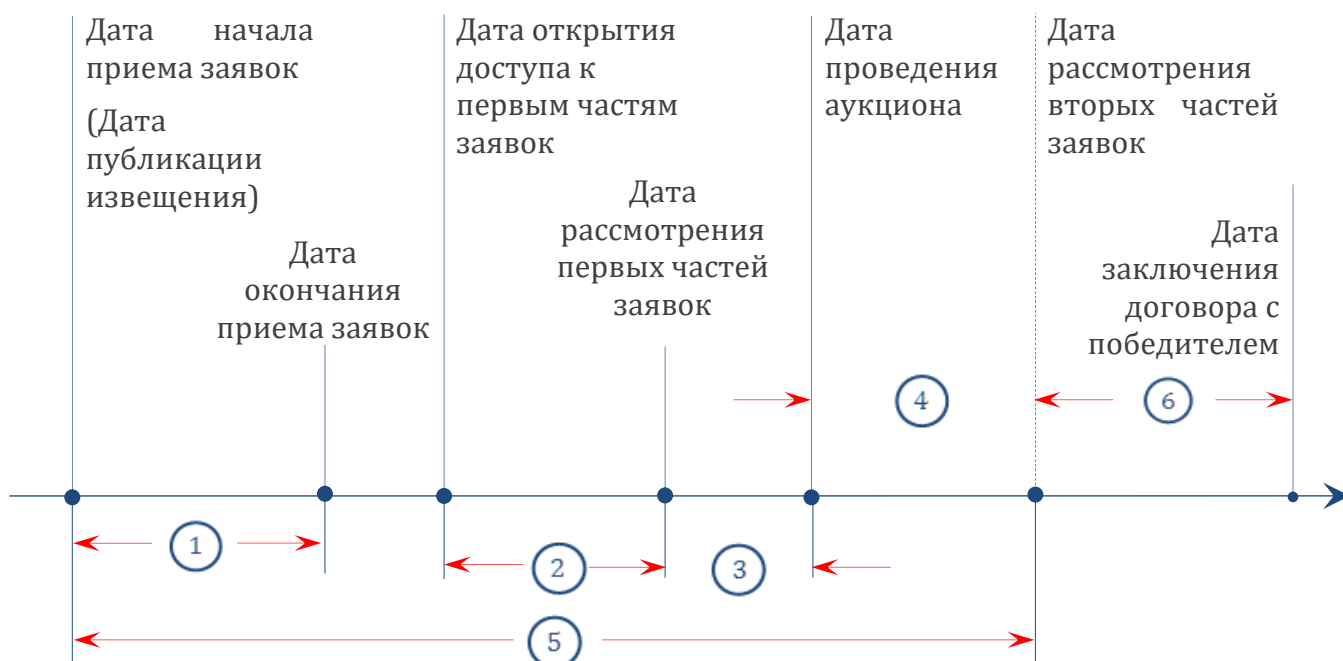 Дата начала
приема заявок
(Дата
публикации
извещения)
Дата
окончания
приема заявок
Дата открытия
доступа к
первым частям
заявок
Дата
рассмотрения
первых частей
заявок
Дата
проведения
аукциона
Дата
рассмотрения
вторых частей
заявок
Дата
заключения
договора с
победителем
4
6
1
2
3
5